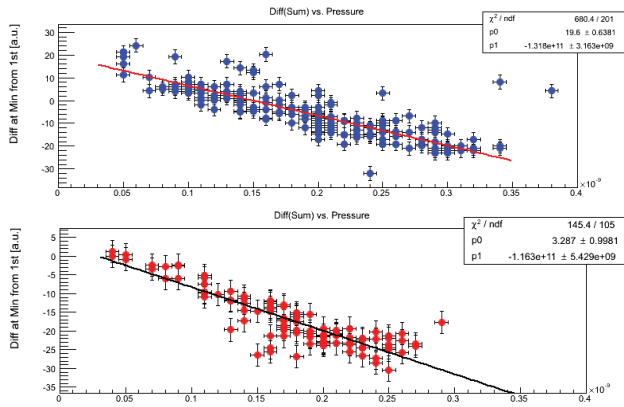 Diff(Sum) vs. Pressure
χ² / ndf 680.4 / 201
p0 19.6 ± 0.6381
p1 -1.318e+11 ± 3.163e+09
Diff at Min from 1st [a.u.]
30
20
10
0
-10
-20
-30
0.05 0.1 0.15 0.2 0.25 0.3 0.35 0.4
×10⁻⁹
Diff(Sum) vs. Pressure
χ² / ndf 145.4 / 105
p0 3.287 ± 0.9981
p1 -1.163e+11 ± 5.429e+09
Diff at Min from 1st [a.u.]
5
0
-5
-10
-15
-20
-25
-30
-35
0 0.05 0.1 0.15 0.2 0.25 0.3 0.35 0.4
×10⁻⁹